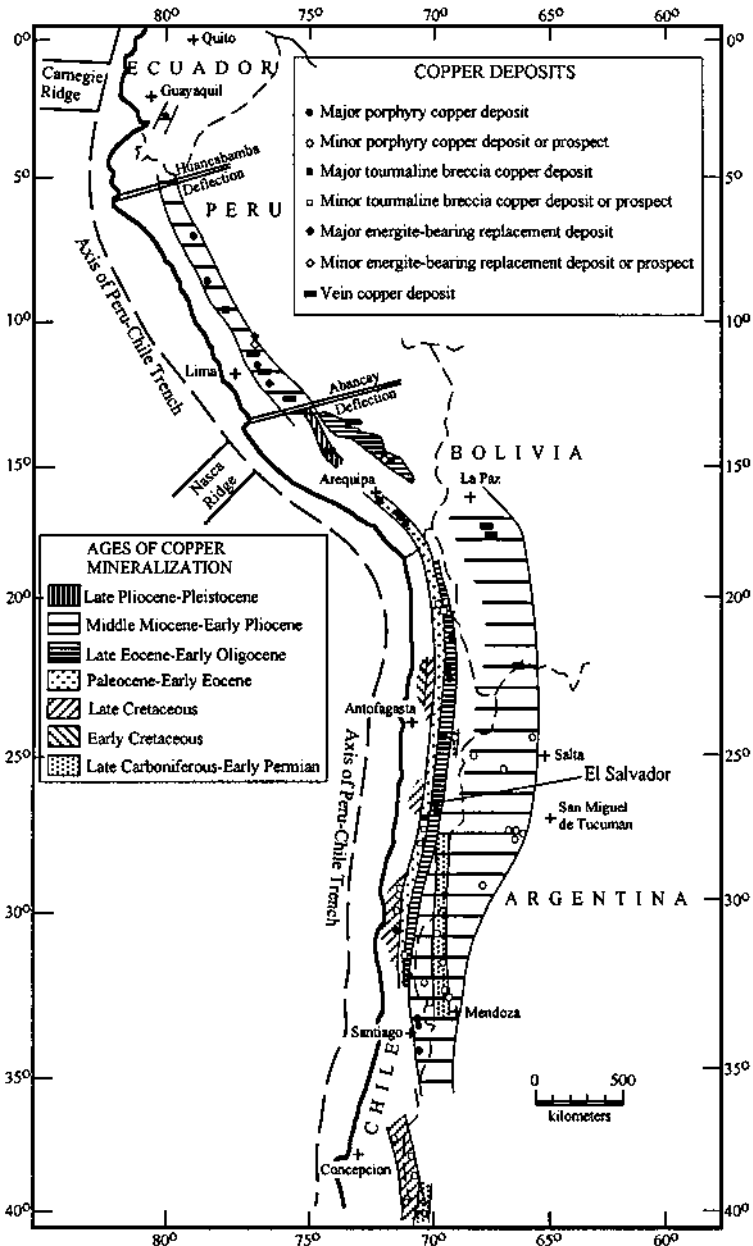 80°
75°
70°
65°
60°
0°
0°
Quito
ECUADOR
Carnegie
Ridge
Guayaquil
COPPER DEPOSITS
Major porphyry copper deposit
Minor porphyry copper deposit or prospect
Major tourmaline breccia copper deposit
Minor tourmaline breccia copper deposit or prospect
Major energite-bearing replacement deposit
Minor energite-bearing replacement deposit or prospect
Vein copper deposit
Huancabamba
Deflection
5°
5°
PERU
Axis of Peru-Chile Trench
10°
10°
Lima
Abancay
Deflection
BOLIVIA
15°
15°
Nasca
Ridge
Arequipa
La Paz
AGES OF COPPER
MINERALIZATION
Late Pliocene-Pleistocene
Middle Miocene-Early Pliocene
Late Eocene-Early Oligocene
Paleocene-Early Eocene
Late Cretaceous
Early Cretaceous
Late Carboniferous-Early Permian
20°
20°
Antofagasta
25°
25°
Salta
El Salvador
San Miguel
de Tucuman
Axis of Peru-Chile Trench
ARGENTINA
30°
30°
Mendoza
Santiago
CHILE
35°
35°
0 500
kilometers
Concepcion
40°
40°
80°
75°
70°
65°
60°